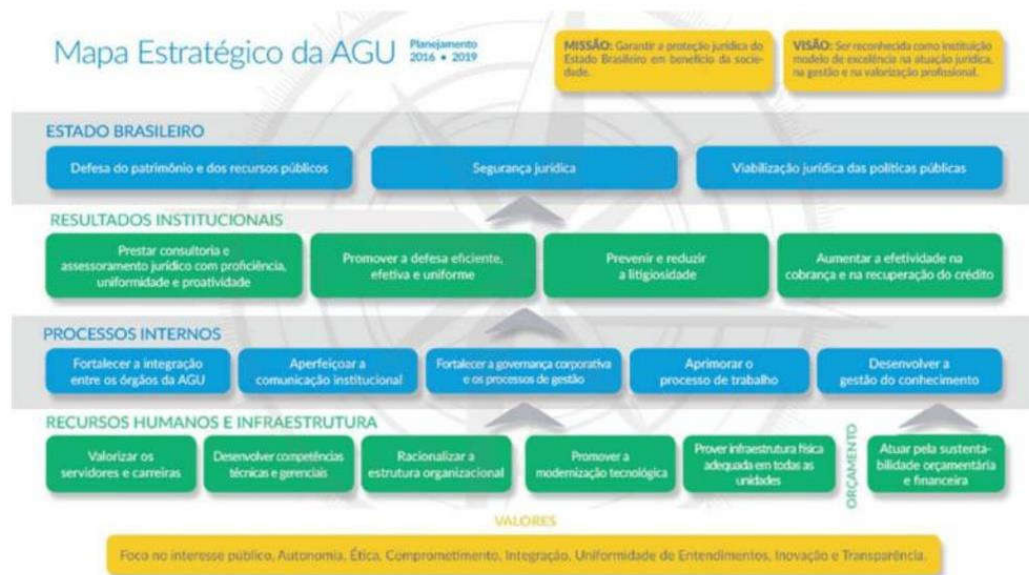 Mapa Estratégico da AGU
Planejamento
2016 • 2019
MISSÃO: Garantir a proteção jurídica do
Estado Brasileiro em benefício da socie-
dade.
VISÃO: Ser reconhecida como instituição
modelo de excelência na atuação jurídica,
na gestão e na valorização profissional.
ESTADO BRASILEIRO
Defesa do patrimônio e dos recursos públicos
Segurança jurídica
Viabilização jurídica das políticas públicas
RESULTADOS INSTITUCIONAIS
Prestar consultoria e
assessoramento jurídico com proficiência,
uniformidade e proatividade
Promover a defesa eficiente,
efetiva e uniforme
Prevenir e reduzir
a litigiosidade
Aumentar a efetividade na
cobrança e na recuperação do crédito
PROCESSOS INTERNOS
Fortalecer a integração
entre os órgãos da AGU
Aperfeiçoar a
comunicação institucional
Fortalecer a governança corporativa
e os processos de gestão
Aprimorar o
processo de trabalho
Desenvolver a
gestão do conhecimento
RECURSOS HUMANOS E INFRAESTRUTURA
Valorizar os
servidores e carreiras
Desenvolver competências
técnicas e gerenciais
Racionalizar a
estrutura organizacional
Promover a
modernização tecnológica
Prover infraestrutura física
adequada em todas as
unidades
ORÇAMENTO
Atuar pela sustenta-
bilidade orçamentária
e financeira
VALORES
Foco no interesse público, Autonomia, Ética, Comprometimento, Integração, Uniformidade de Entendimentos, Inovação e Transparência.